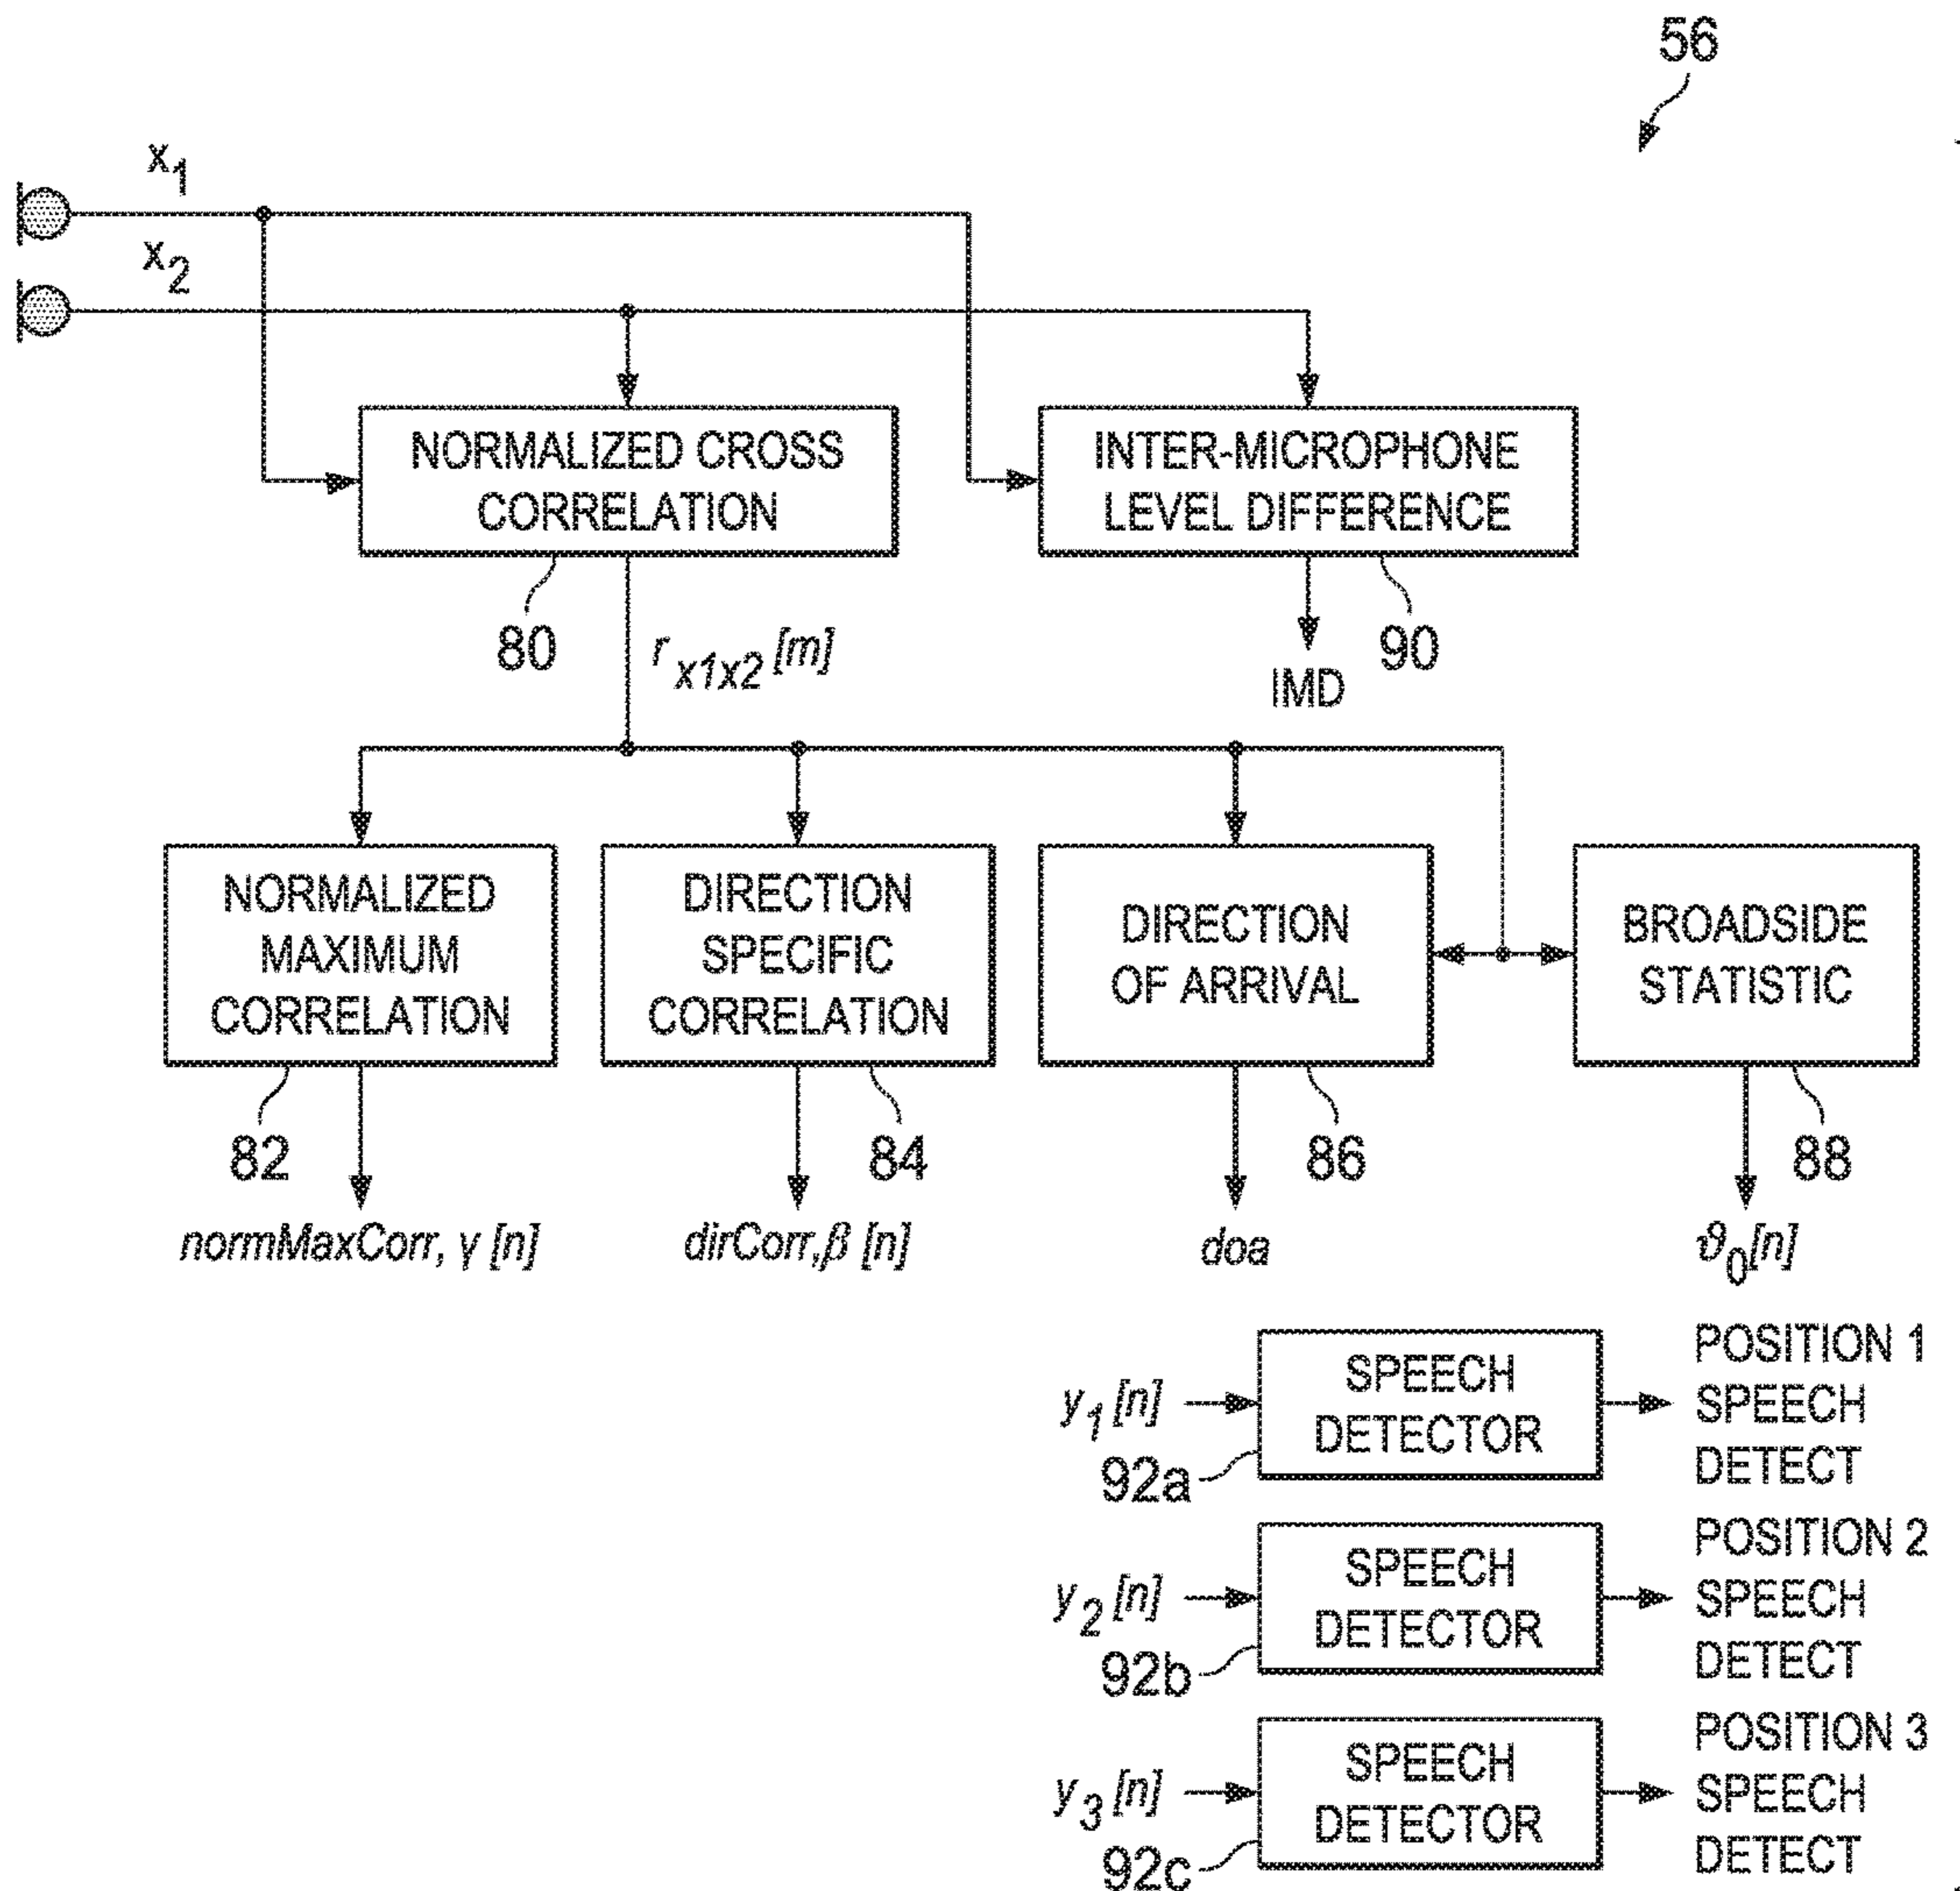 56
x1
x2
NORMALIZED CROSS
CORRELATION
INTER-MICROPHONE
LEVEL DIFFERENCE
80
r x1x2 [m]
90
IMD
NORMALIZED
MAXIMUM
CORRELATION
DIRECTION
SPECIFIC
CORRELATION
DIRECTION
OF ARRIVAL
BROADSIDE
STATISTIC
82
84
86
88
normMaxCorr, γ [n]
dirCorr,β [n]
doa
ϑ0[n]
y1 [n]
SPEECH
DETECTOR
92a
POSITION 1
SPEECH
DETECT
y2 [n]
SPEECH
DETECTOR
92b
POSITION 2
SPEECH
DETECT
y3 [n]
SPEECH
DETECTOR
92c
POSITION 3
SPEECH
DETECT